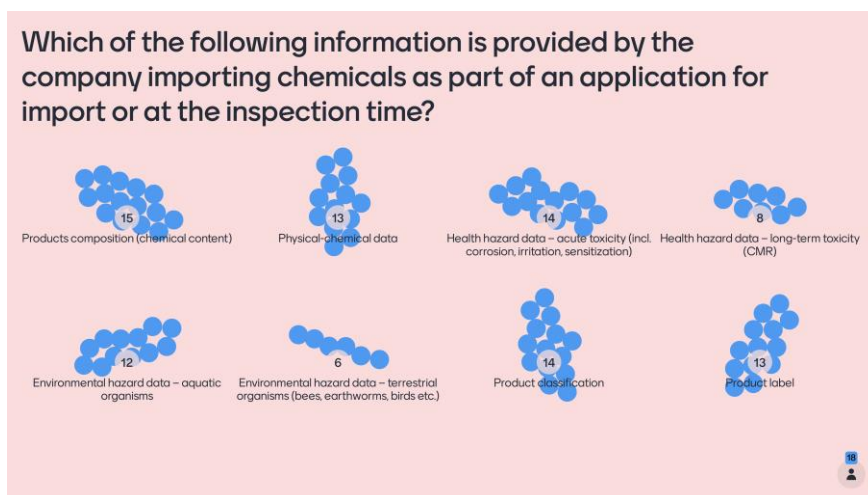 Which of the following information is provided by the
company importing chemicals as part of an application for
import or at the inspection time?
15
Products composition (chemical content)
13
Physical-chemical data
14
Health hazard data – acute toxicity (incl.
corrosion, irritation, sensitization)
8
Health hazard data – long-term toxicity
(CMR)
12
Environmental hazard data – aquatic
organisms
6
Environmental hazard data – terrestrial
organisms (bees, earthworms, birds etc.)
14
Product classification
13
Product label
18